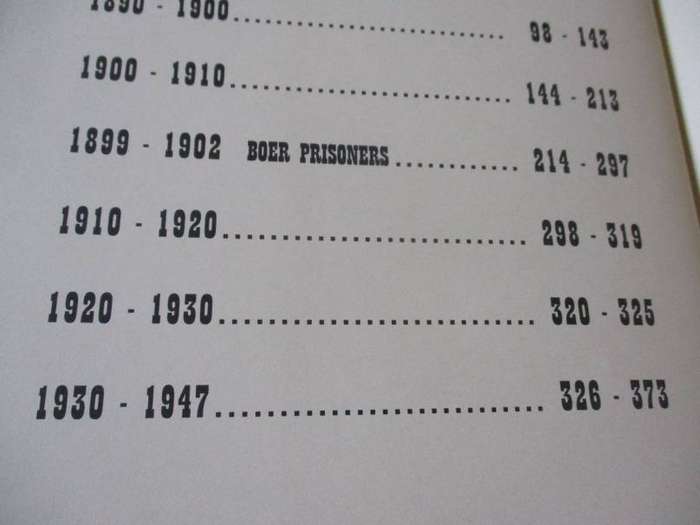 1890 - 1900.............................. 98 - 143
1900 - 1910.............................. 144 - 213
1899 - 1902 BOER PRISONERS............ 214 - 297
1910 - 1920.............................. 298 - 319
1920 - 1930.............................. 320 - 325
1930 - 1947.............................. 326 - 373